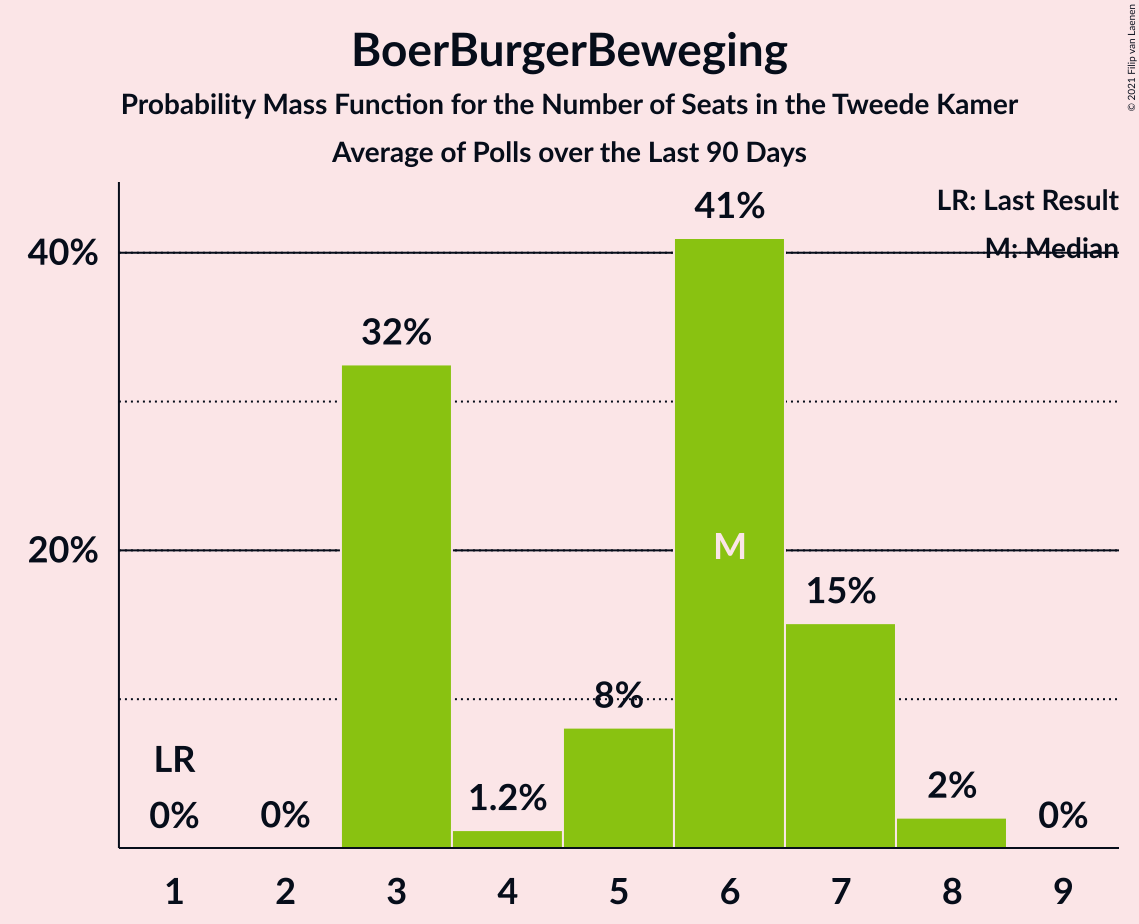 BoerBurgerBeweging
Probability Mass Function for the Number of Seats in the Tweede Kamer
Average of Polls over the Last 90 Days
© 2021 Filip van Laenen
LR: Last Result
M: Median
41%
40%
32%
M
20%
15%
8%
LR
1.2%
2%
0%
0%
0%
1 2 3 4 5 6 7 8 9